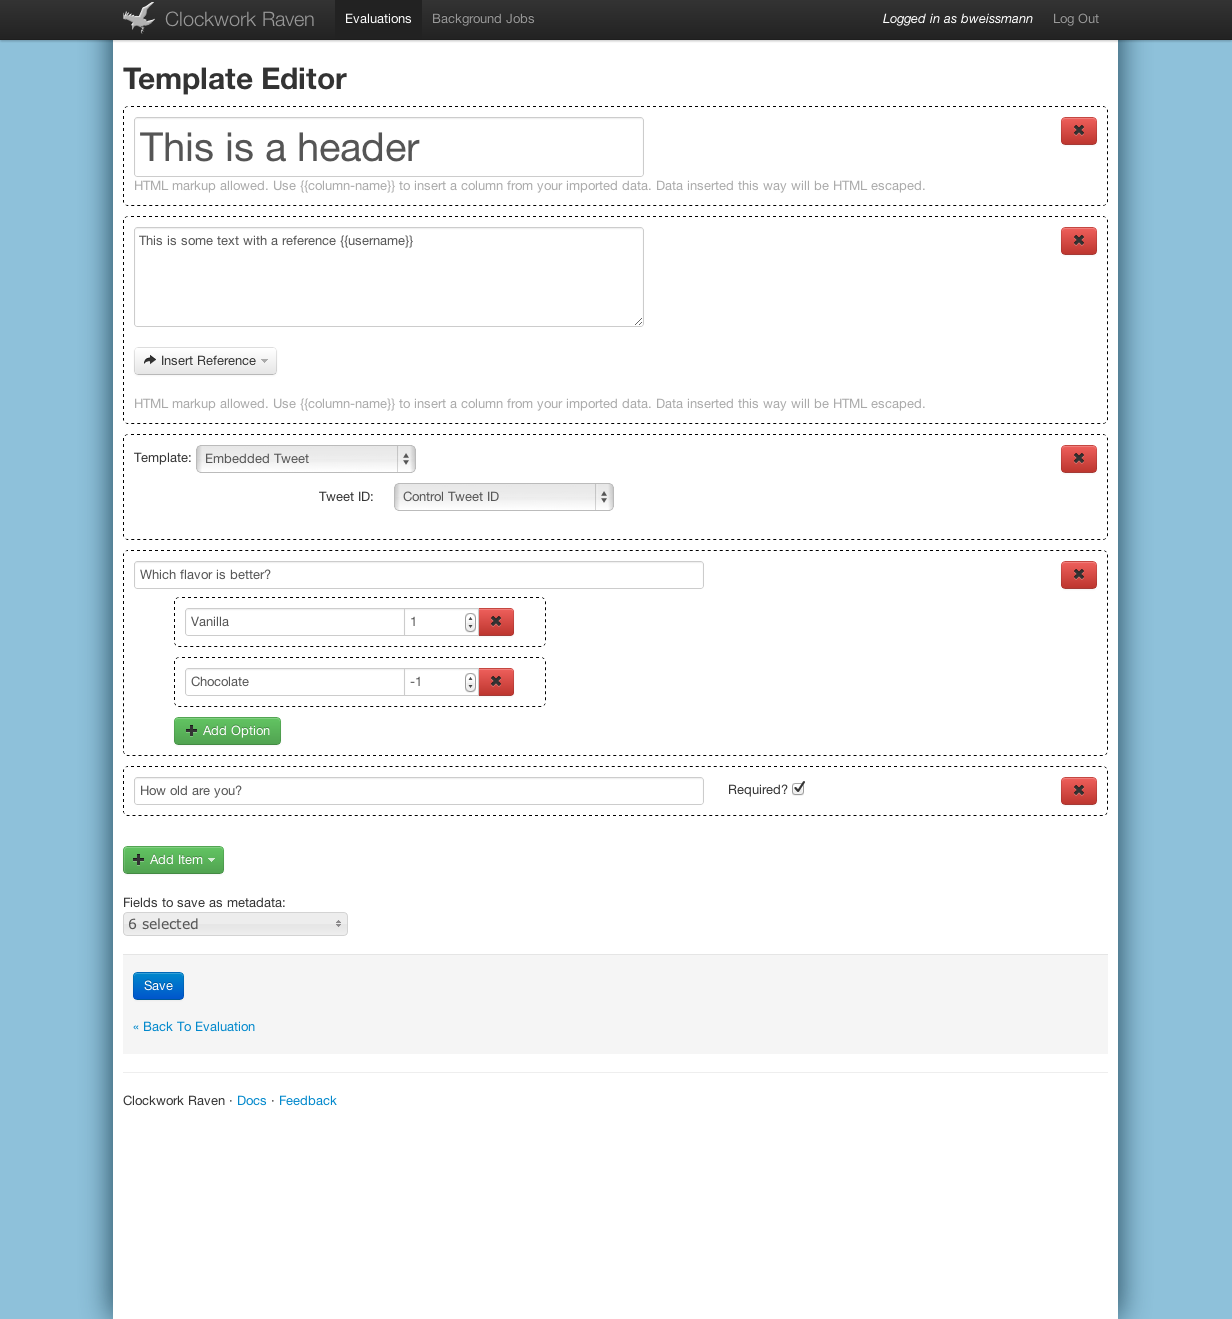 Clockwork Raven Evaluations Background Jobs Logged in as bweissmann Log Out
Template Editor
This is a header
HTML markup allowed. Use {{column-name}} to insert a column from your imported data. Data inserted this way will be HTML escaped.
This is some text with a reference {{username}}
Insert Reference
HTML markup allowed. Use {{column-name}} to insert a column from your imported data. Data inserted this way will be HTML escaped.
Template: Embedded Tweet
Tweet ID: Control Tweet ID
Which flavor is better?
Vanilla 1
Chocolate -1
Add Option
How old are you? Required?
Add Item
Fields to save as metadata:
6 selected
Save
« Back To Evaluation
Clockwork Raven · Docs · Feedback